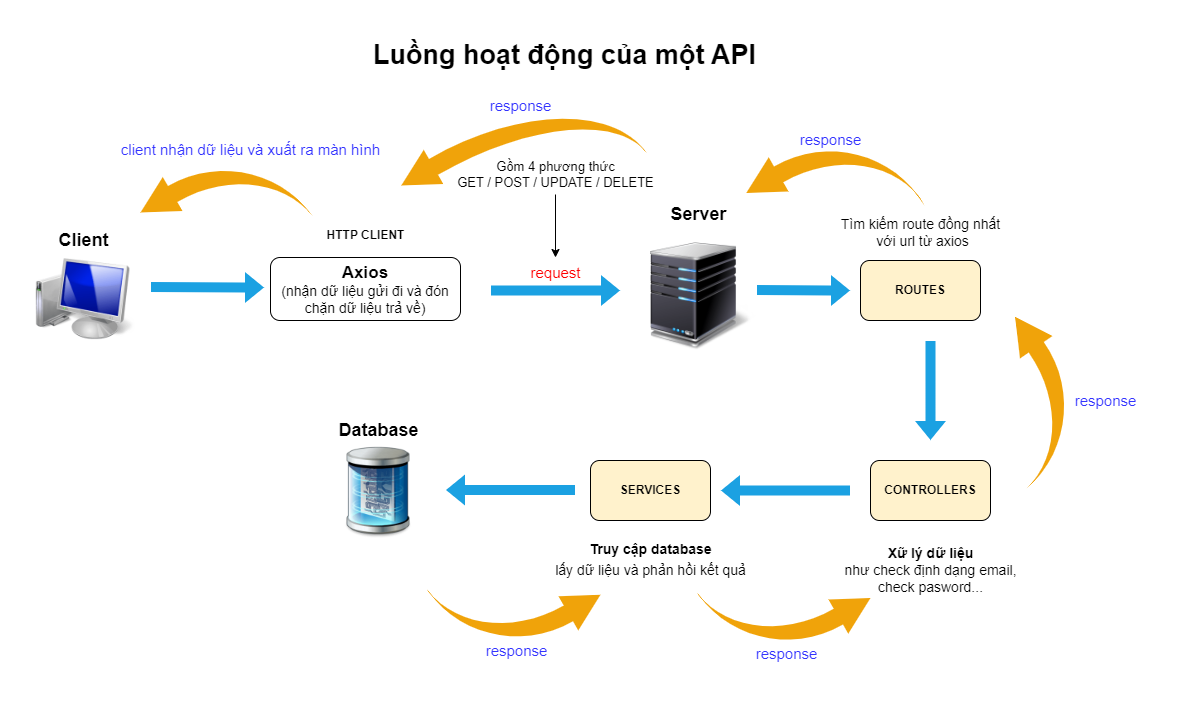 Luồng hoạt động của một API
response
response
client nhận dữ liệu và xuất ra màn hình
Gồm 4 phương thức
GET / POST / UPDATE / DELETE
Server
Tìm kiếm route đồng nhất
với url từ axios
Client
HTTP CLIENT
Axios
(nhận dữ liệu gửi đi và đón
chặn dữ liệu trả về)
request
ROUTES
response
Database
SERVICES
CONTROLLERS
Truy cập database
lấy dữ liệu và phản hồi kết quả
Xữ lý dữ liệu
như check định dạng email,
check pasword...
response
response